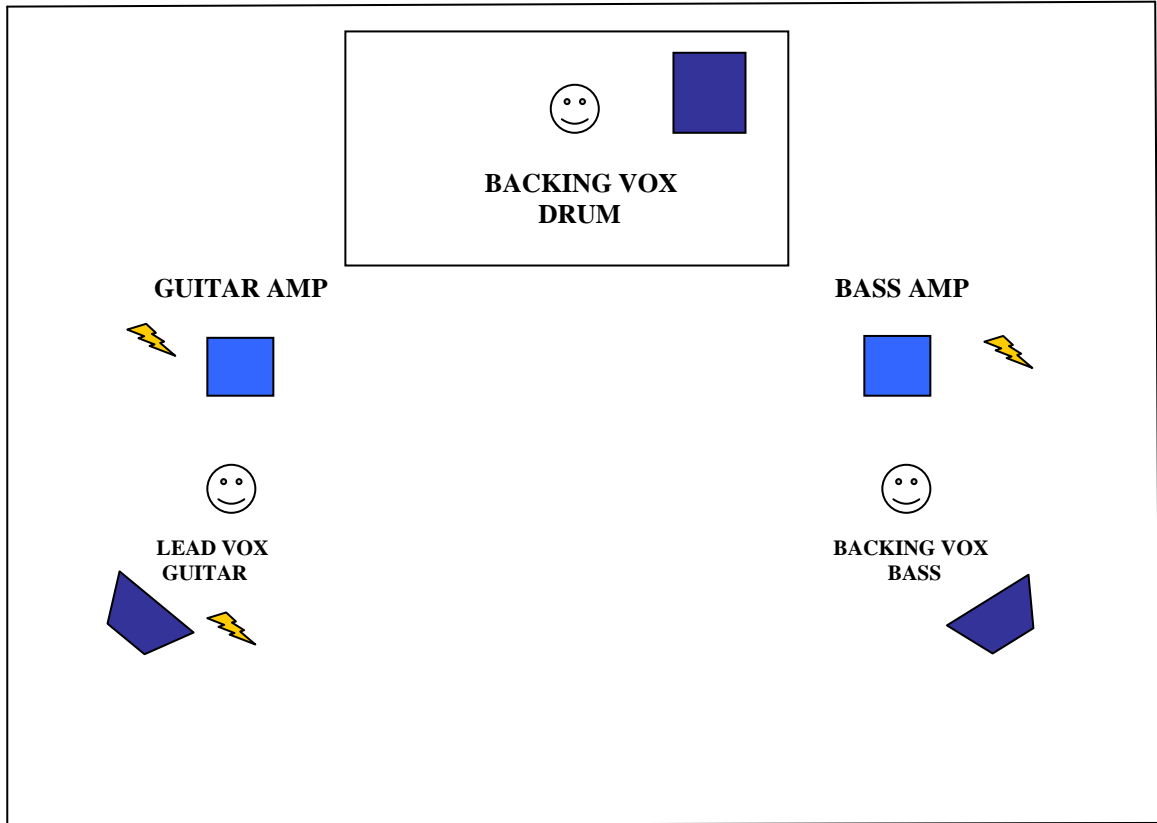 BACKING VOX
DRUM
GUITAR AMP
BASS AMP
LEAD VOX
GUITAR
BACKING VOX
BASS